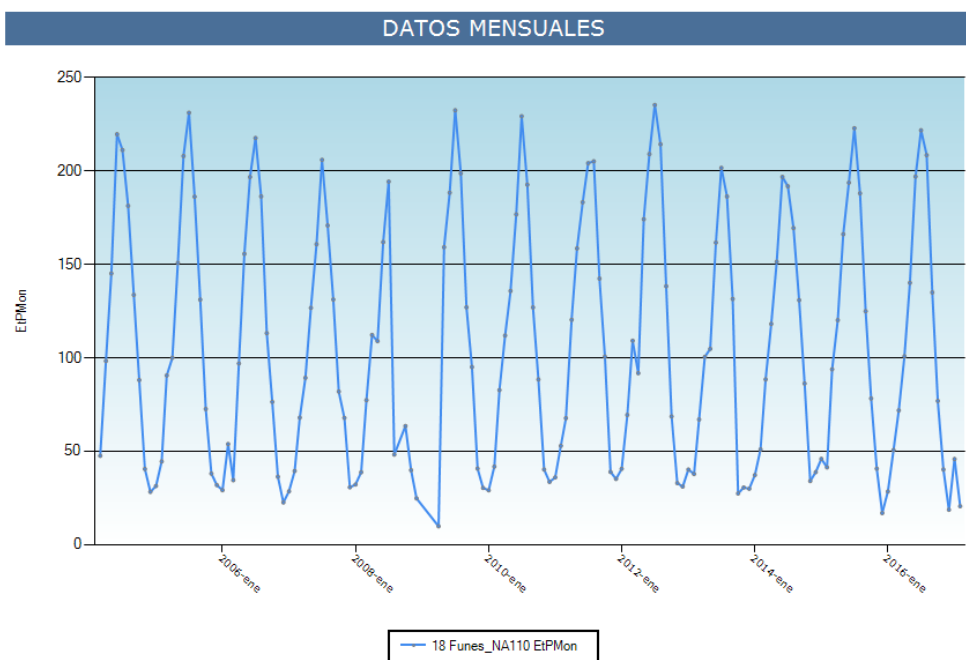 DATOS MENSUALES
250
200
150
100
50
0
EtPMon
2006-ene
2008-ene
2010-ene
2012-ene
2014-ene
2016-ene
18 Funes_NA110 EtPMon